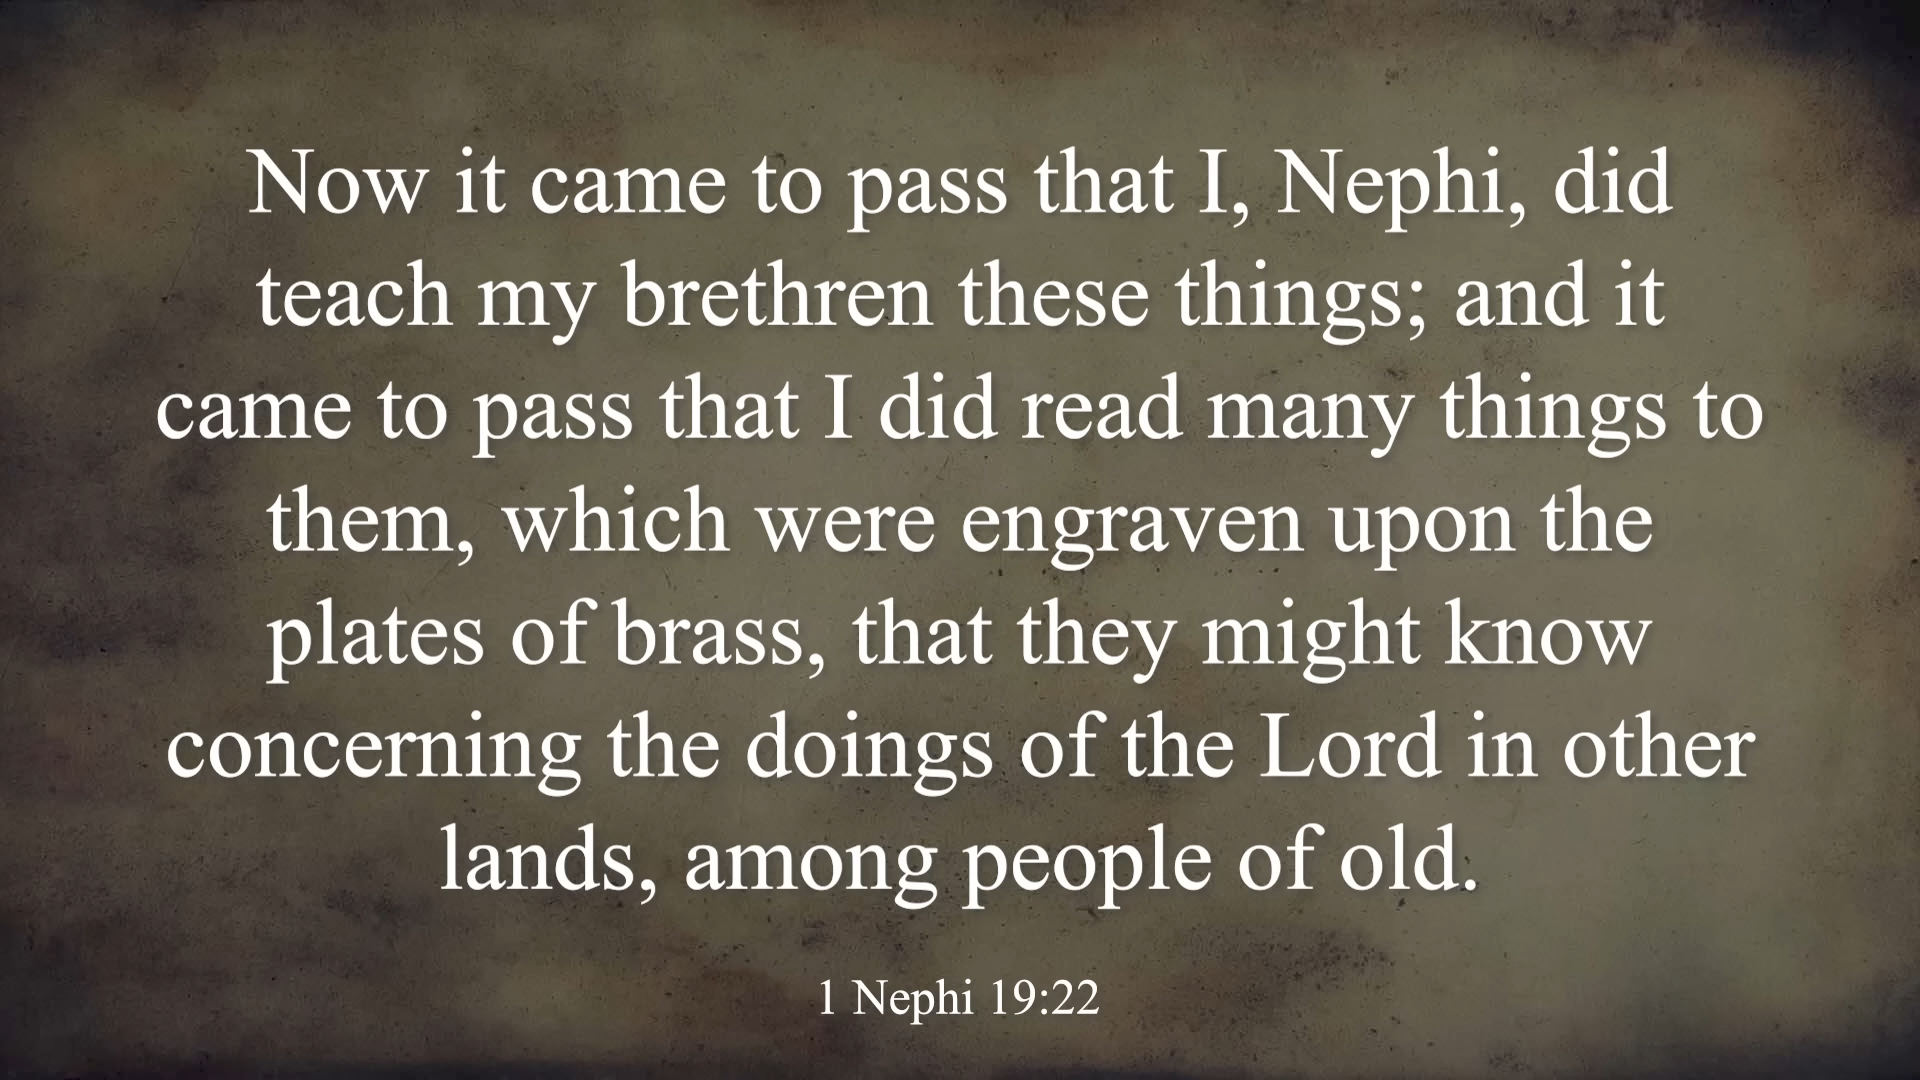 Now it came to pass that I, Nephi, did
teach my brethren these things; and it
came to pass that I did read many things to
them, which were engraven upon the
plates of brass, that they might know
concerning the doings of the Lord in other
lands, among people of old.
1 Nephi 19:22